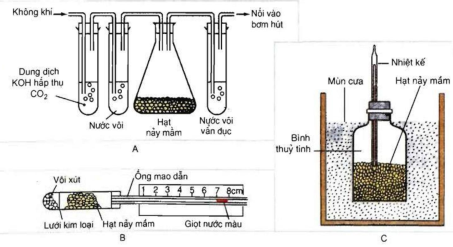 Không khí
Nối vào
bơm hút
Dung dịch
KOH hấp thụ
CO2
Nước vôi
Hạt
nảy mầm
Nước vôi
vẩn đục
A
Vôi xút
Ống mao dẫn
1 2 3 4 5 6 7 8cm
Lưới kim loại
Hạt nảy mầm
Giọt nước màu
B
Nhiệt kế
Mùn cưa
Hạt nảy mầm
Bình
thuỷ tinh
C